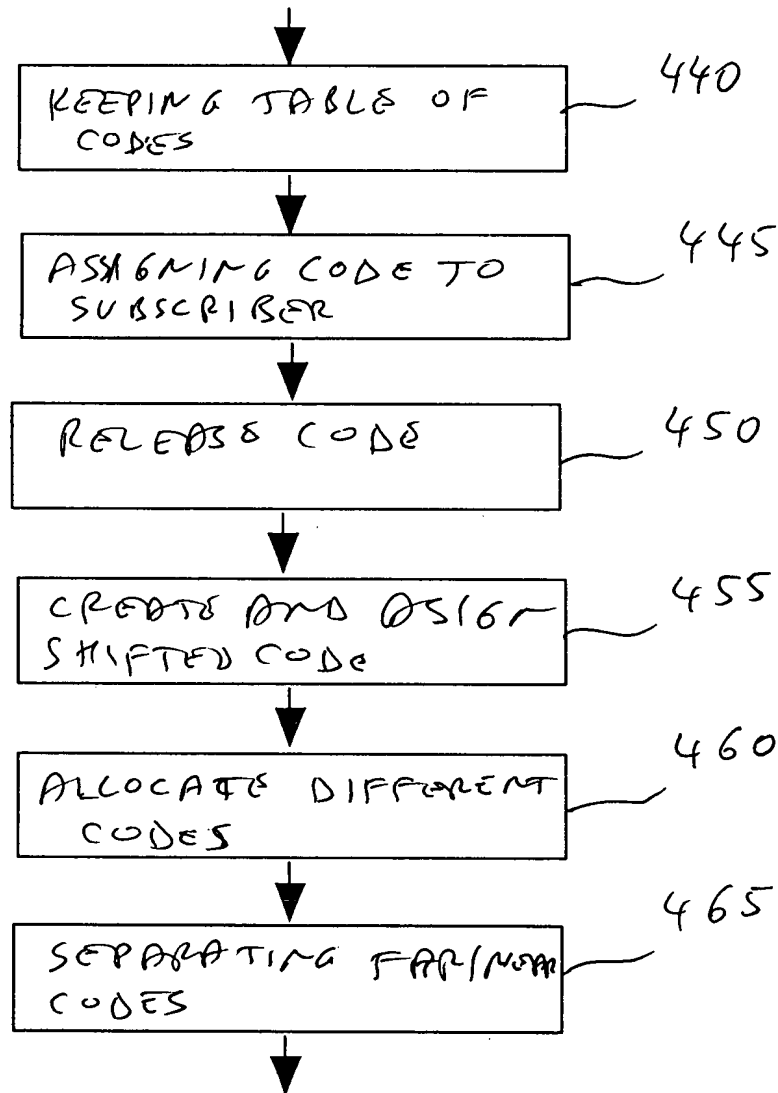 KEEPING TABLE OF
CODES
440
ASSIGNING CODE TO
SUBSCRIBER
445
RELEASE CODE
450
CREATE AND ASIGN
SHIFTED CODE
455
ALLOCATE DIFFERENT
CODES
460
SEPARATING FAR/NEAR
CODES
465